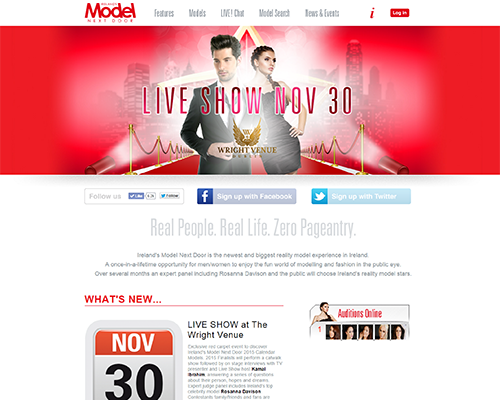 IRELAND'S
Model
NEXT DOOR
Features Models LIVE! Chat Model Search News & Events i Log in
LIVE SHOW NOV 30
WRIGHT VENUE
DUBLIN
Follow us Like Follow Sign up with Facebook Sign up with Twitter
Real People. Real Life. Zero Pageantry.
Ireland's Model Next Door is the newest and biggest reality model experience in Ireland.
A once-in-a-lifetime opportunity for men/women to enjoy the fun world of modelling and fashion in the public eye.
Over several months an expert panel including Rosanna Davison and the public will choose Ireland's reality model stars.
WHAT'S NEW...
Auditions Online
1
NOV
30
LIVE SHOW at The
Wright Venue
Exclusive red carpet event to discover
Ireland's Model Next Door 2015 Calendar
Models. 2015 Finalists will perform a catwalk
show followed by on stage interviews with TV
presenter and Live Show host Kamal
Ibrahim, answering a series of questions
about their person, hopes and dreams.
Expert judge panel includes Ireland's top
celebrity model Rosanna Davison.
Contestants family/friends and fans are